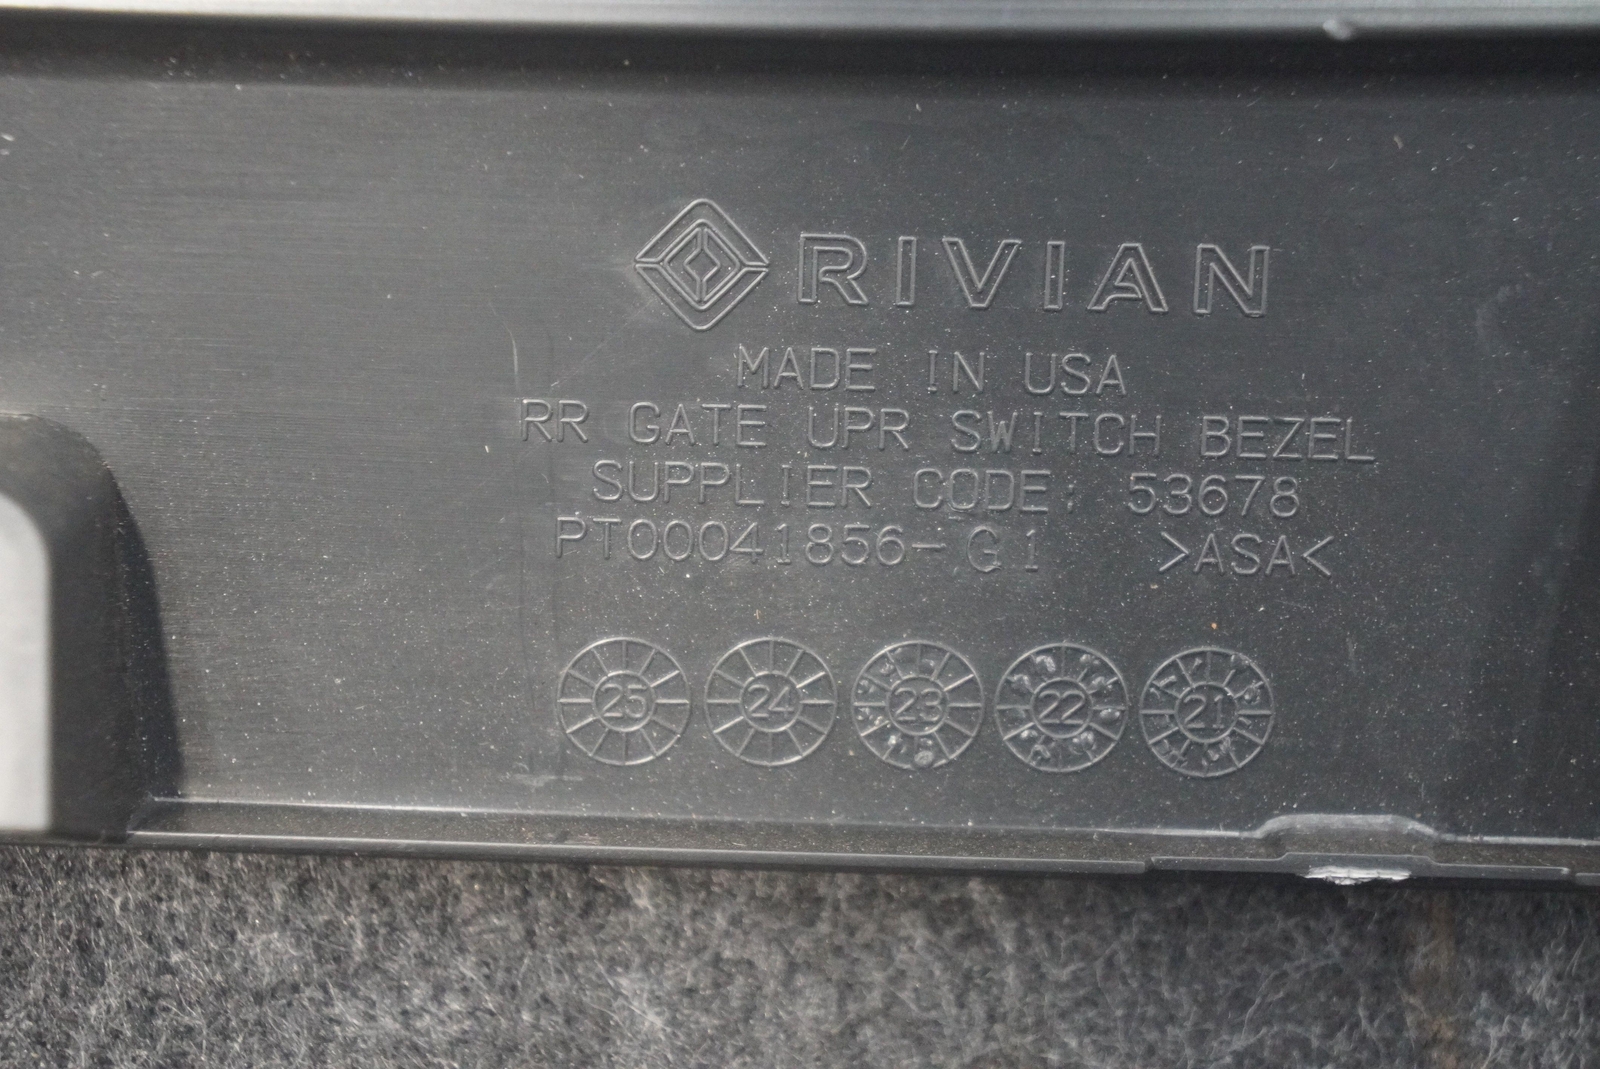 RIVIAN
MADE IN USA
RR GATE UPR SWITCH BEZEL
SUPPLIER CODE: 53678
PT00041856-G1 >ASA<
25 24 23 22 21